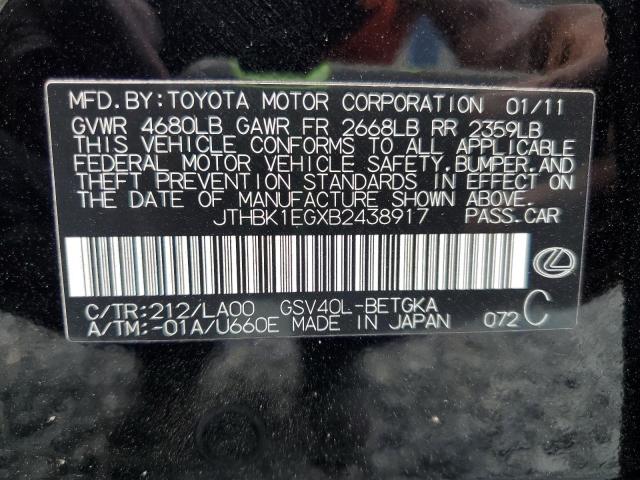 MFD.BY:TOYOTA MOTOR CORPORATION 01/11
GVWR 4680LB GAWR FR 2668LB RR 2359LB
THIS VEHICLE CONFORMS TO ALL APPLICABLE
FEDERAL MOTOR VEHICLE SAFETY,BUMPER,AND
THEFT PREVENTION STANDARDS IN EFFECT ON
THE DATE OF MANUFACTURE SHOWN ABOVE.
JTHBK1EGXB2438917 PASS.CAR
C/TR:212/LA00 GSV40L-BETGKA
A/TM:-01A/U660E MADE IN JAPAN 072 C